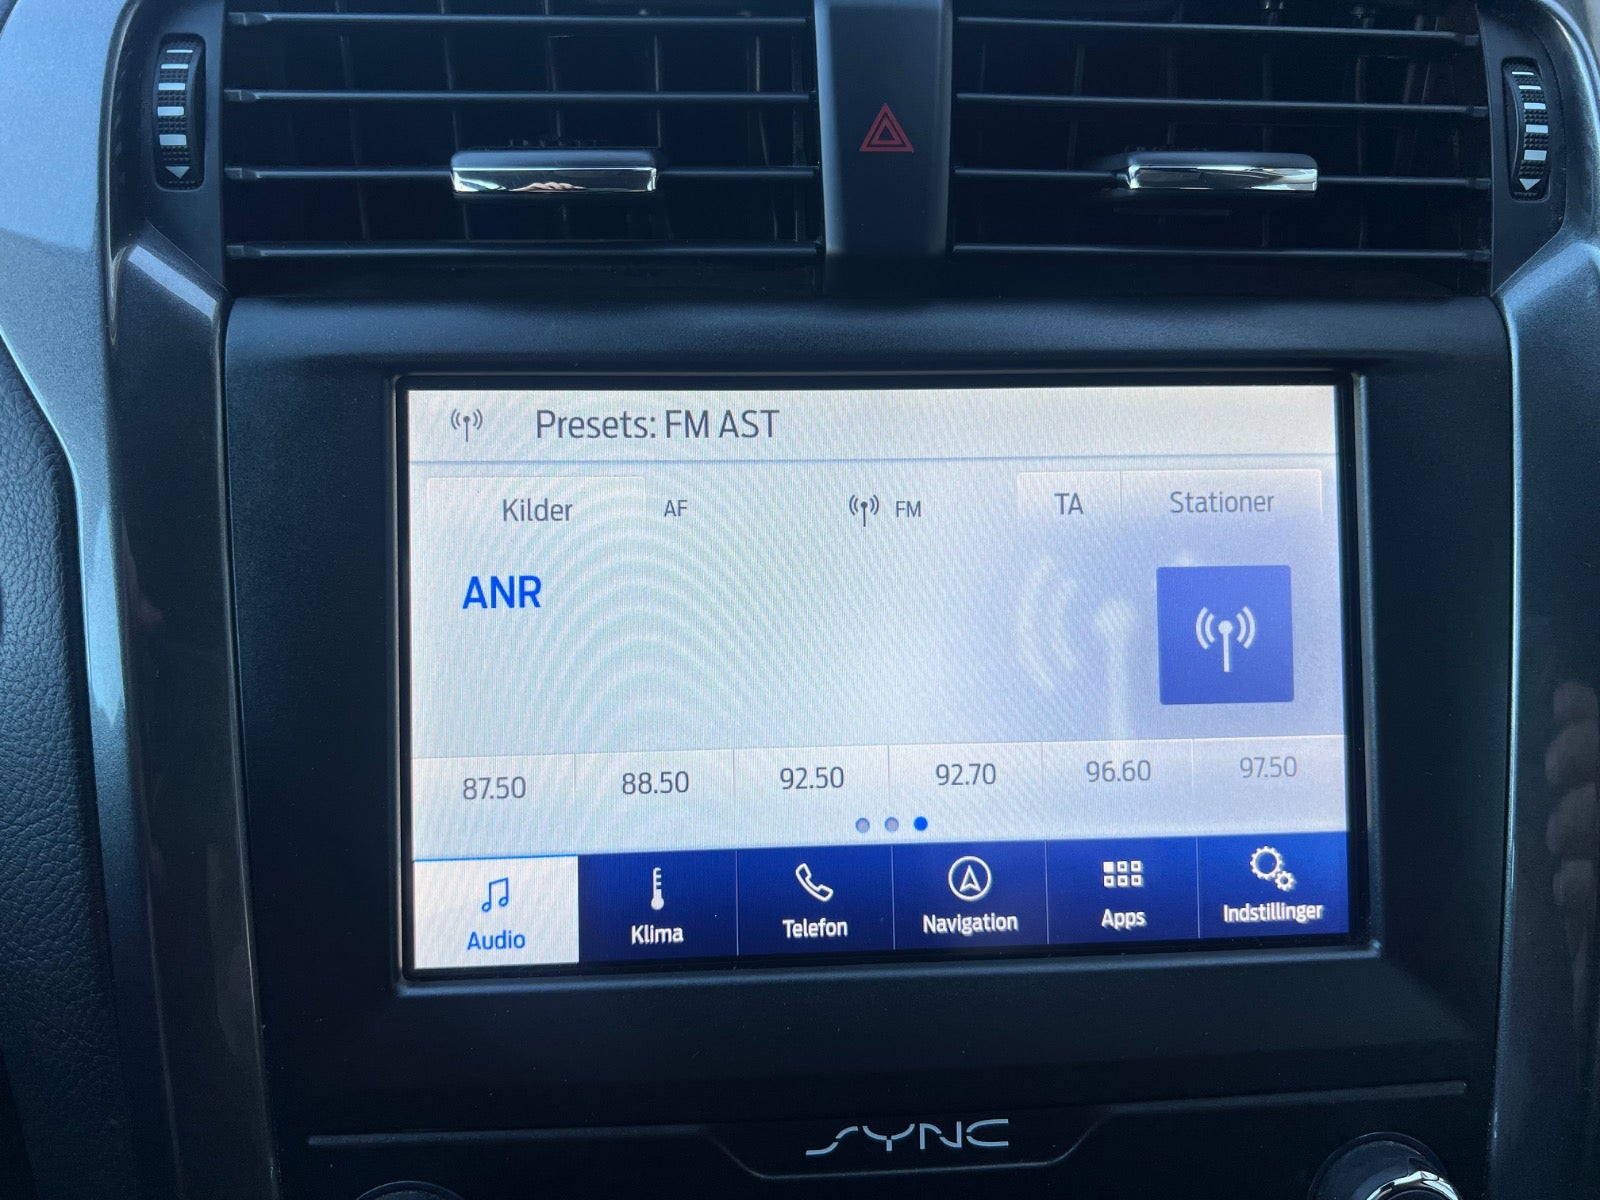 Presets: FM AST
Kilder AF FM TA Stationer
ANR
87.50 88.50 92.50 92.70 96.60 97.50
Audio Klima Telefon Navigation Apps Indstillinger
SYNC